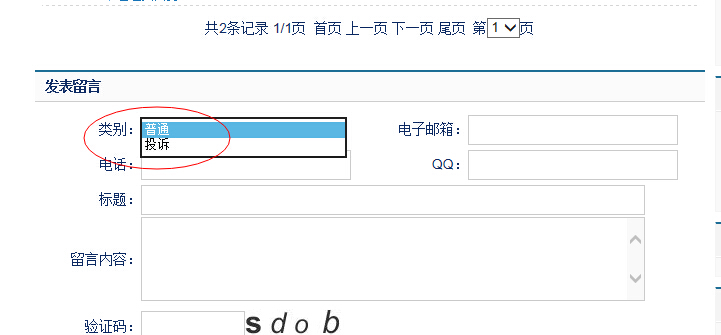 共2条记录 1/1页 首页 上一页 下一页 尾页 第1页
发表留言
类别： 普通 电子邮箱：
投诉
电话： QQ：
标题：
留言内容：
验证码： s d o b